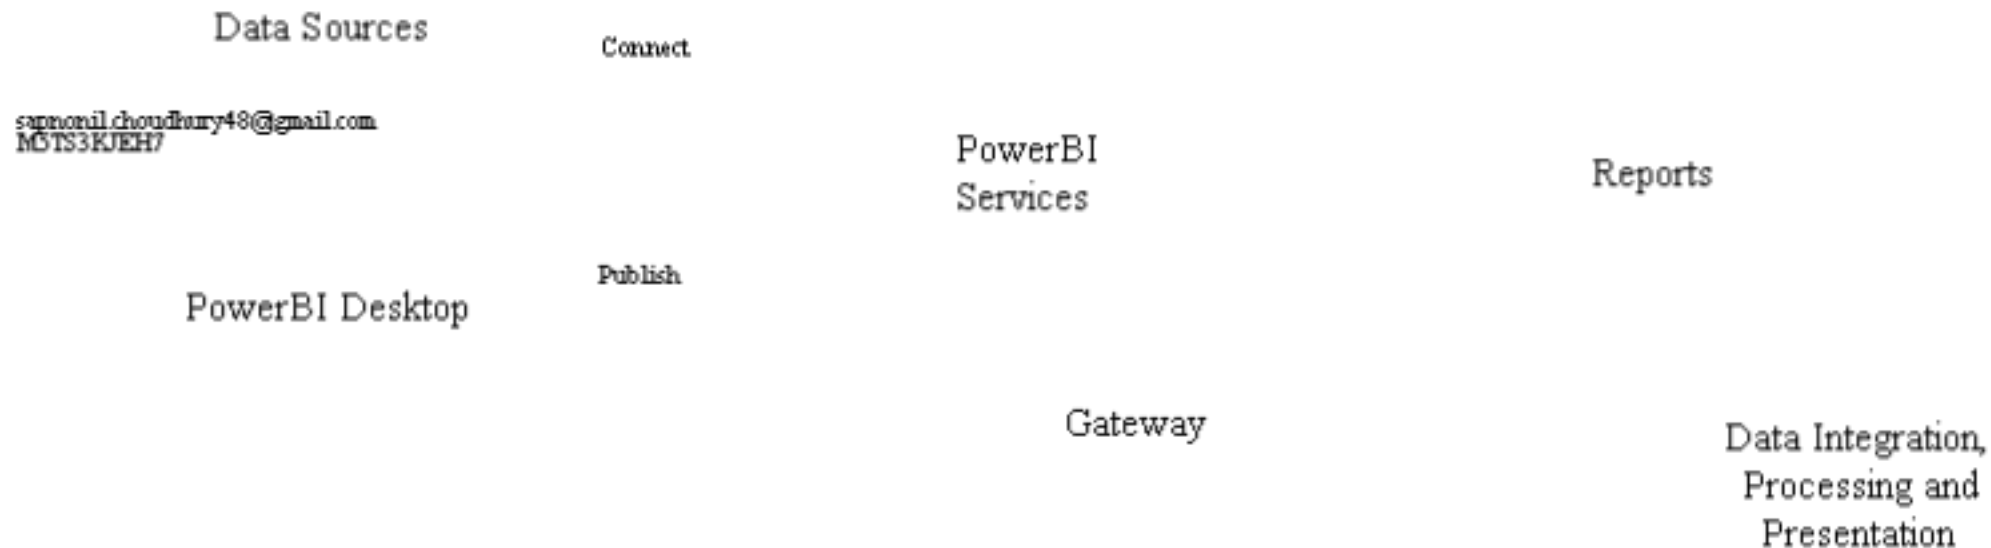 Data Sources
Connect
sapnonil.choudhury48@gmail.com
M5TS3KJEH7
PowerBI
Services
Reports
Publish
PowerBI Desktop
Gateway
Data Integration,
Processing and
Presentation